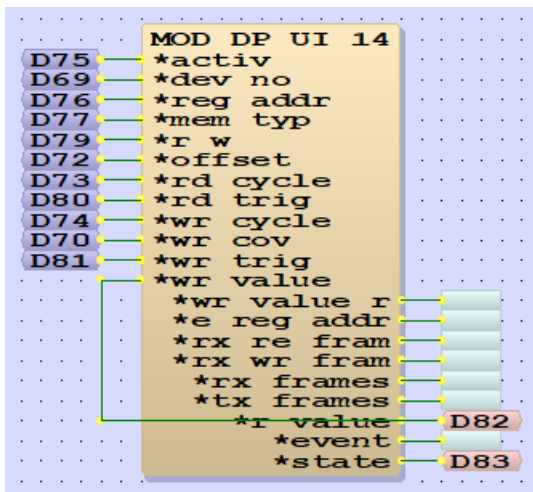 MOD DP UI 14
D75 *activ
D69 *dev no
D76 *reg addr
D77 *mem typ
D79 *r w
D72 *offset
D73 *rd cycle
D80 *rd trig
D74 *wr cycle
D70 *wr cov
D81 *wr trig
*wr value
*wr value r
*e reg addr
*rx re fram
*rx wr fram
*rx frames
*tx frames
*r value D82
*event
*state D83